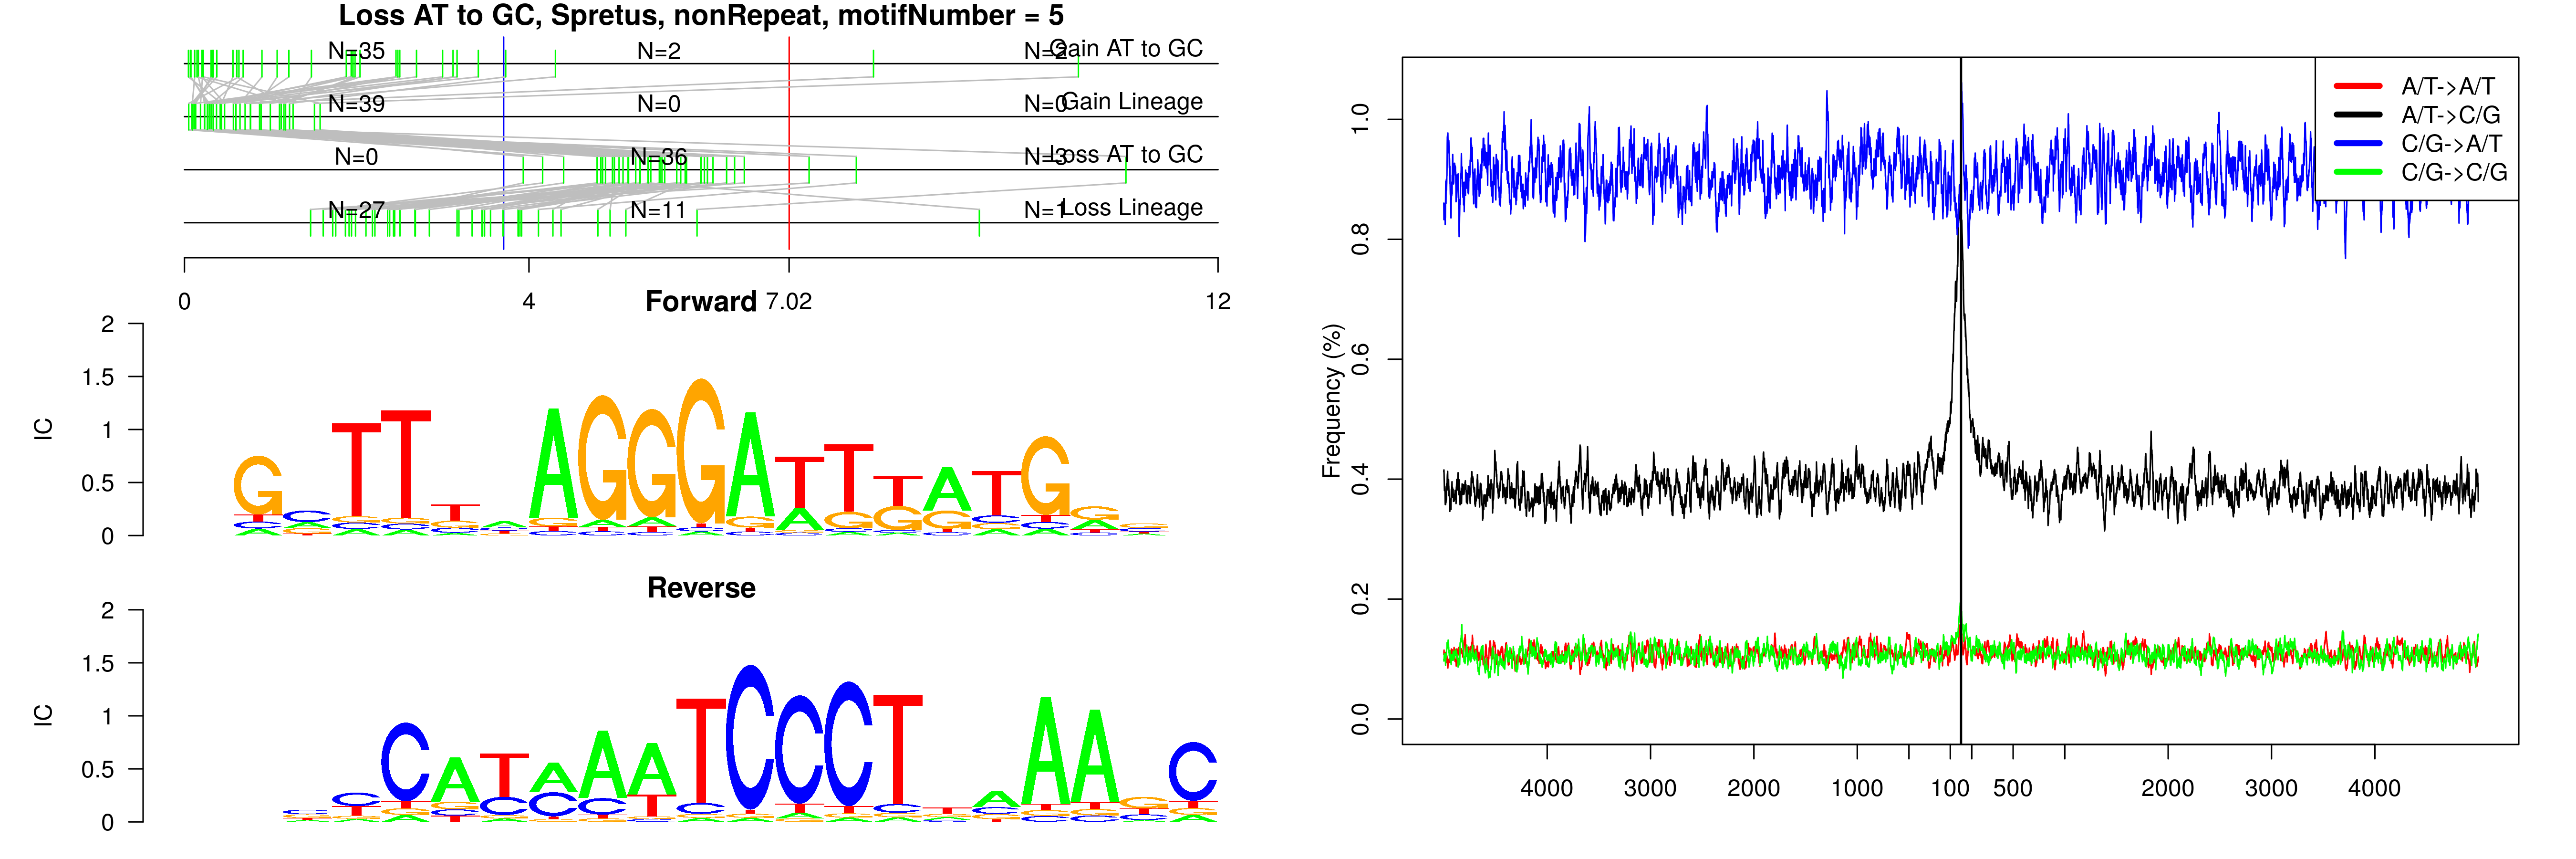 Loss AT to GC, Spretus, nonRepeat, motifNumber = 5
N=35 N=2 N=2 Gain AT to GC
N=39 N=0 N=0 Gain Lineage
N=0 N=36 N=3 Loss AT to GC
N=27 N=11 N=1 Loss Lineage
0 4 7.02 12
Forward
2
1.5
1
0.5
0
IC
G TT AGGGATTTATG
Reverse
2
1.5
1
0.5
0
IC
CATAAATCCCT AA C
Frequency (%)
1.0
0.8
0.6
0.4
0.2
0.0
4000 3000 2000 1000 100 500 2000 3000 4000
A/T->A/T
A/T->C/G
C/G->A/T
C/G->C/G